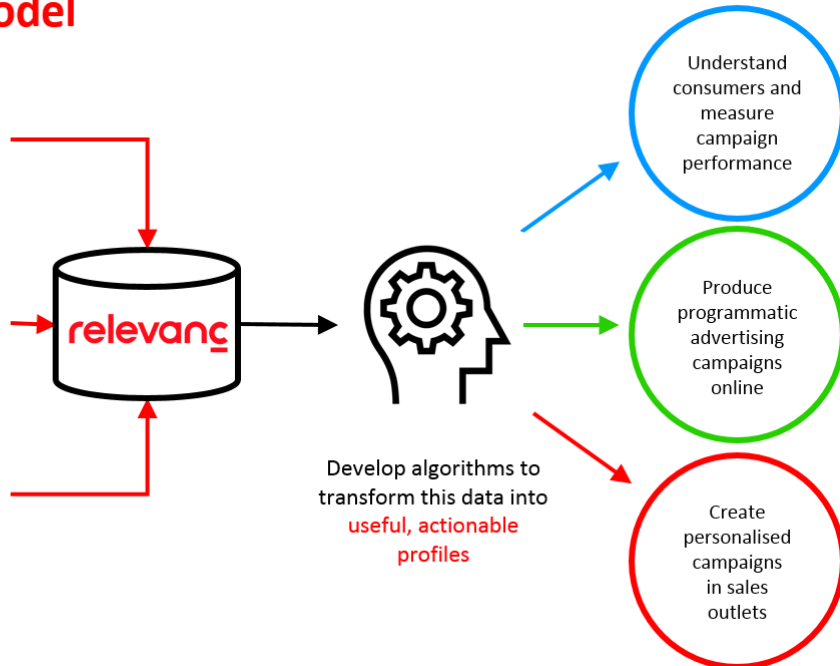 odel
Understand
consumers and
measure
campaign
performance
relevanc
Produce
programmatic
advertising
campaigns
online
Develop algorithms to
transform this data into
useful, actionable
profiles
Create
personalised
campaigns
in sales
outlets